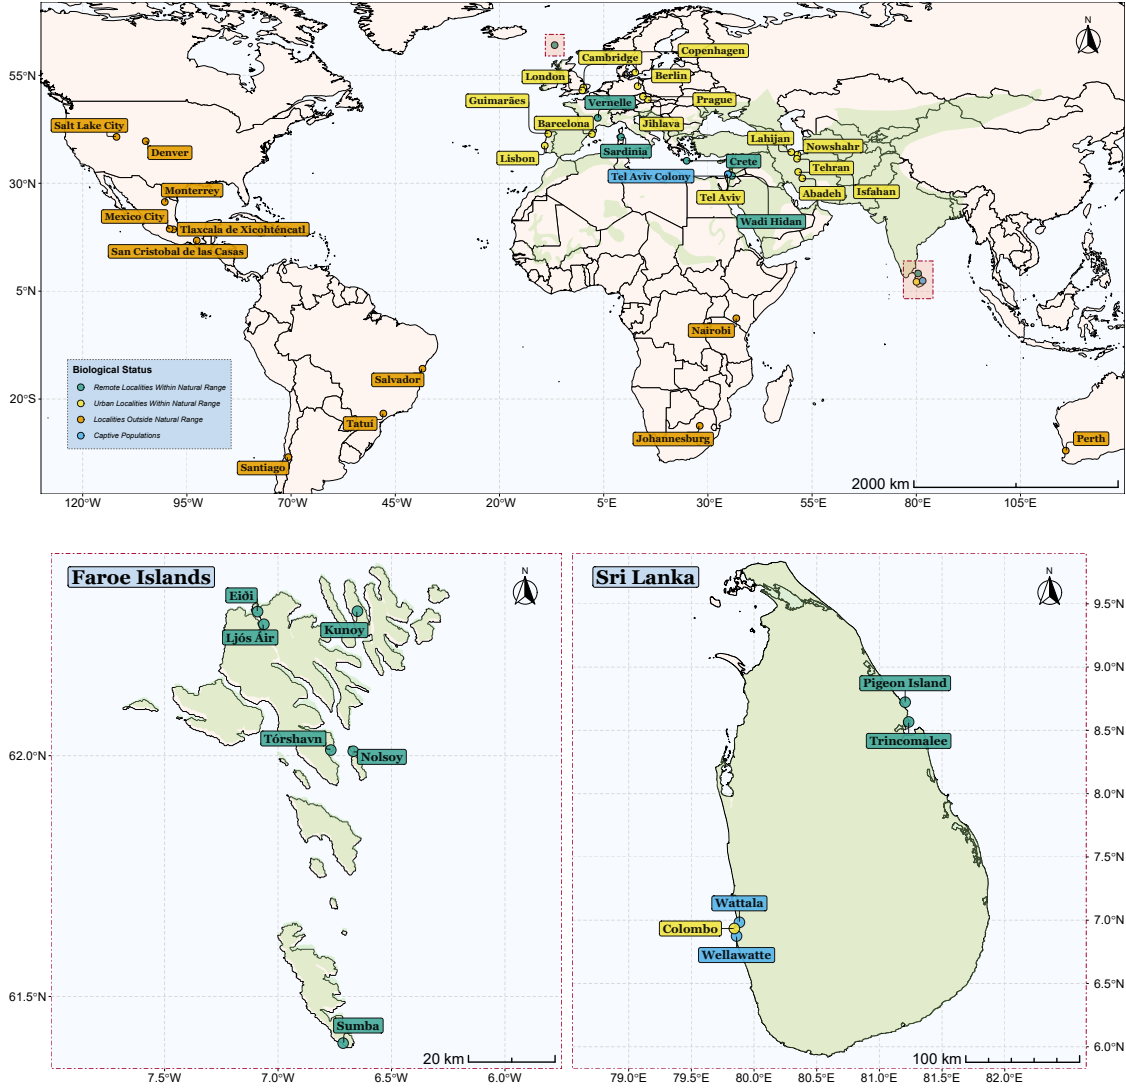 N
Copenhagen
Cambridge
55°N
London
Berlin
Guimarães
Vernelle
Prague
Salt Lake City
Barcelona
Jihlava
Lahijan
Nowshahr
Denver
Lisbon
Sardinia
Crete
Tehran
30°N
Monterrey
Tel Aviv Colony
Tel Aviv
Abadeh
Isfahan
Mexico City
Tlaxcala de Xicohténcatl
Wadi Hidan
San Cristobal de las Casas
5°N
Nairobi
Biological Status
Remote Localities Within Natural Range
Urban Localities Within Natural Range
Localities Outside Natural Range
Captive Populations
Salvador
20°S
Tatuí
Johannesburg
Perth
Santiago
2000 km
120°W 95°W 70°W 45°W 20°W 5°E 30°E 55°E 80°E 105°E
Faroe Islands
N
Eiði
Ljós Áir
Kunoy
Tórshavn
Nolsoy
62.0°N
61.5°N
Sumba
20 km
7.5°W 7.0°W 6.5°W 6.0°W
Sri Lanka
N
9.5°N
9.0°N
Pigeon Island
8.5°N
Trincomalee
8.0°N
7.5°N
Wattala
7.0°N
Colombo
Wellawatte
6.5°N
6.0°N
100 km
79.0°E 79.5°E 80.0°E 80.5°E 81.0°E 81.5°E 82.0°E